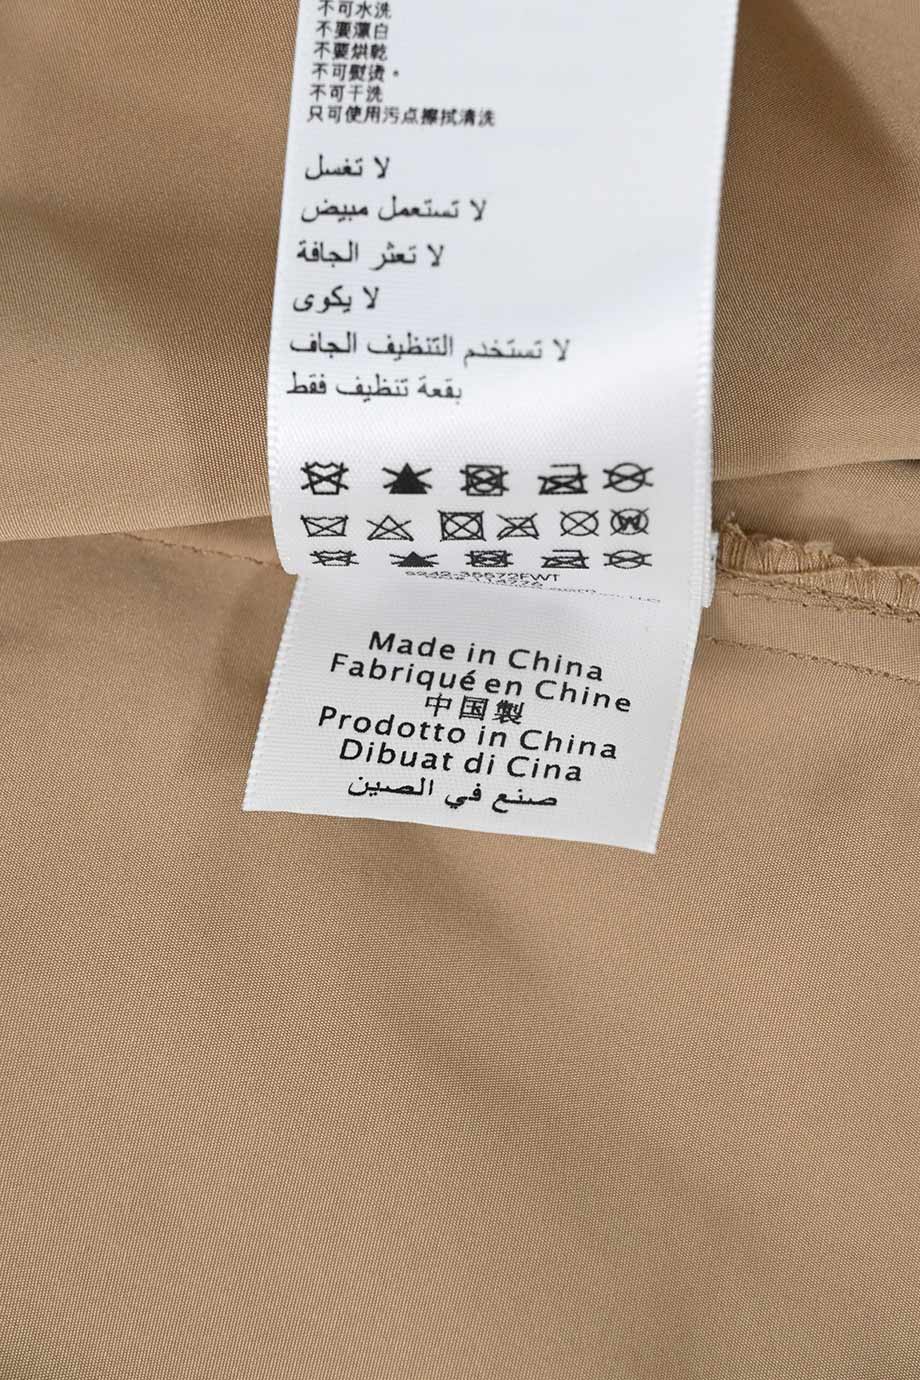 不可水洗
不要漂白
不要烘乾
不可熨烫。
不可干洗
只可使用污点擦拭清洗
لا تغسل
لا تستعمل مبيض
لا تعثر الجافة
لا يكوى
لا تستخدم التنظيف الجاف
بقعة تنظيف فقط
Made in China
Fabriqué en Chine
中国製
Prodotto in China
Dibuat di Cina
صنع في الصين